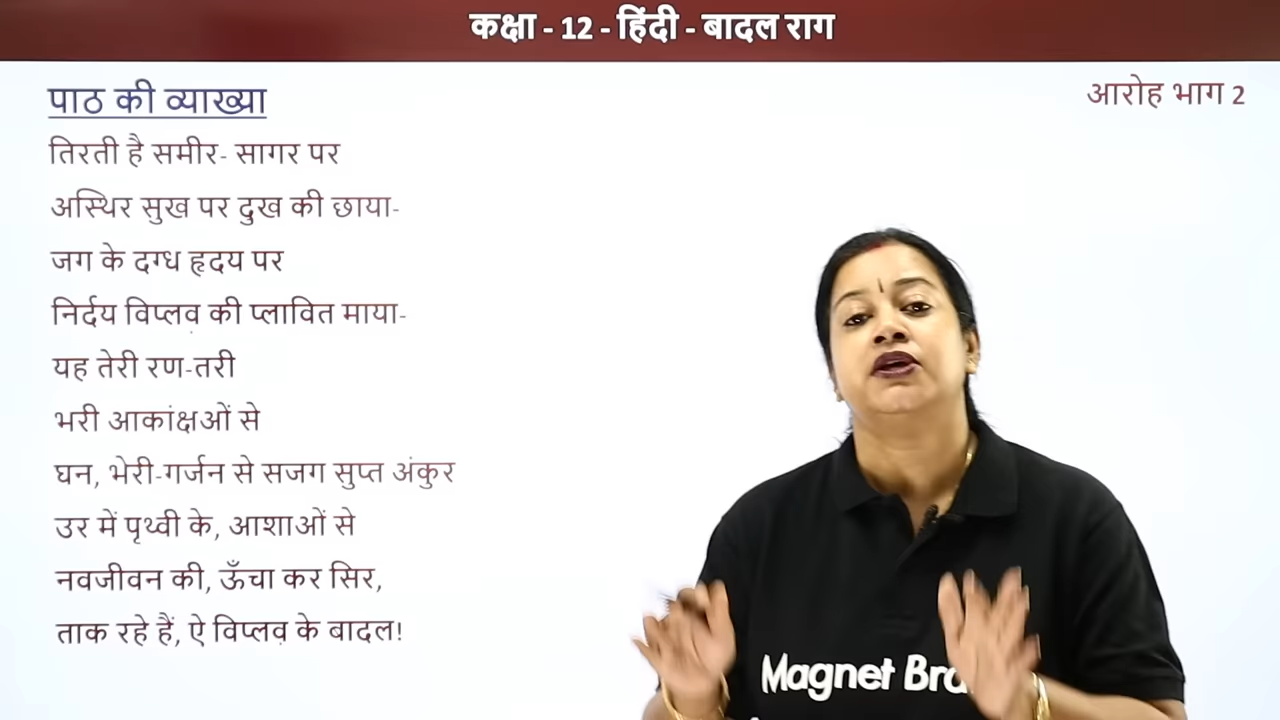 कक्षा - 12 - हिंदी - बादल राग
पाठ की व्याख्या
आरोह भाग 2
तिरती है समीर- सागर पर
अस्थिर सुख पर दुख की छाया-
जग के दग्ध हृदय पर
निर्दय विप्लव की प्लावित माया-
यह तेरी रण-तरी
भरी आकांक्षओं से
घन, भेरी-गर्जन से सजग सुप्त अंकुर
उर में पृथ्वी के, आशाओं से
नवजीवन की, ऊँचा कर सिर,
ताक रहे हैं, ऐ विप्लव के बादल!
Magnet